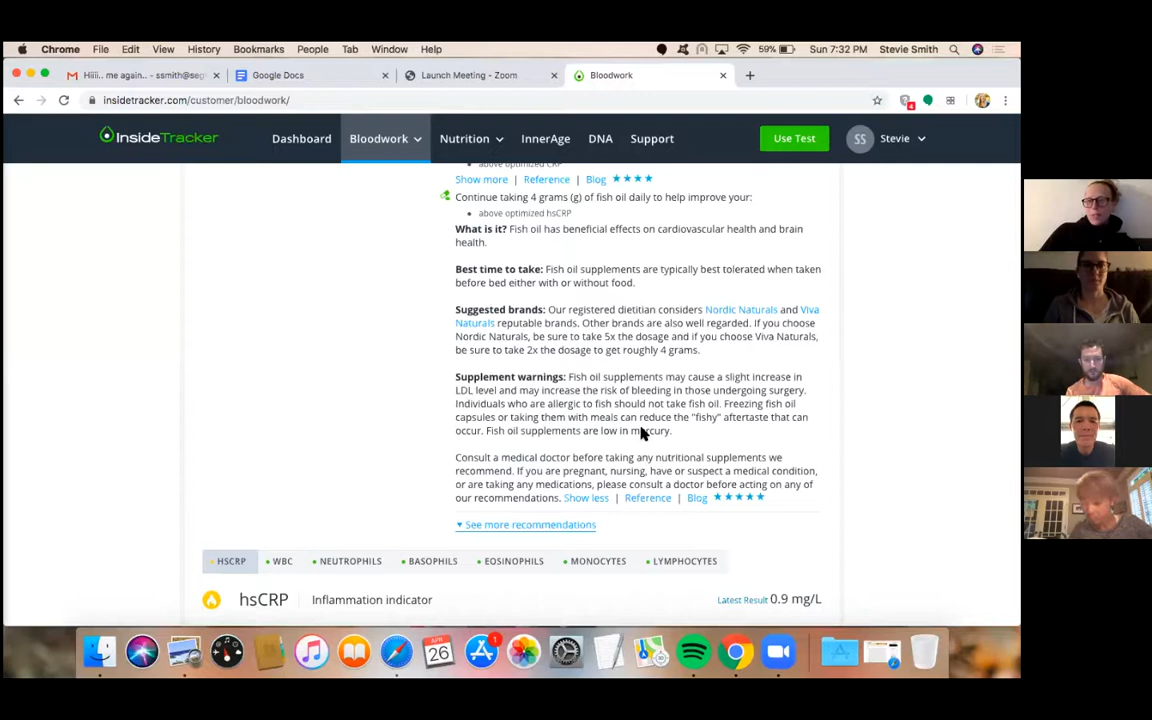 Chrome File Edit View History Bookmarks People Tab Window Help 59% Sun 7:32 PM Stevie Smith
Hiiii.. me again.. - ssmith@seg Google Docs Launch Meeting - Zoom Bloodwork
insidetracker.com/customer/bloodwork/ 4
InsideTracker Dashboard Bloodwork Nutrition InnerAge DNA Support Use Test SS Stevie
above optimized CRP
Show more | Reference | Blog ★★★★
Continue taking 4 grams (g) of fish oil daily to help improve your:
• above optimized hsCRP
What is it? Fish oil has beneficial effects on cardiovascular health and brain
health.
Best time to take: Fish oil supplements are typically best tolerated when taken
before bed either with or without food.
Suggested brands: Our registered dietitian considers Nordic Naturals and Viva
Naturals reputable brands. Other brands are also well regarded. If you choose
Nordic Naturals, be sure to take 5x the dosage and if you choose Viva Naturals,
be sure to take 2x the dosage to get roughly 4 grams.
Supplement warnings: Fish oil supplements may cause a slight increase in
LDL level and may increase the risk of bleeding in those undergoing surgery.
Individuals who are allergic to fish should not take fish oil. Freezing fish oil
capsules or taking them with meals can reduce the "fishy" aftertaste that can
occur. Fish oil supplements are low in mercury.
Consult a medical doctor before taking any nutritional supplements we
recommend. If you are pregnant, nursing, have or suspect a medical condition,
or are taking any medications, please consult a doctor before acting on any of
our recommendations. Show less | Reference | Blog ★★★★★
▾ See more recommendations
• HSCRP • WBC • NEUTROPHILS • BASOPHILS • EOSINOPHILS • MONOCYTES • LYMPHOCYTES
hsCRP Inflammation indicator Latest Result 0.9 mg/L
APR
26
1